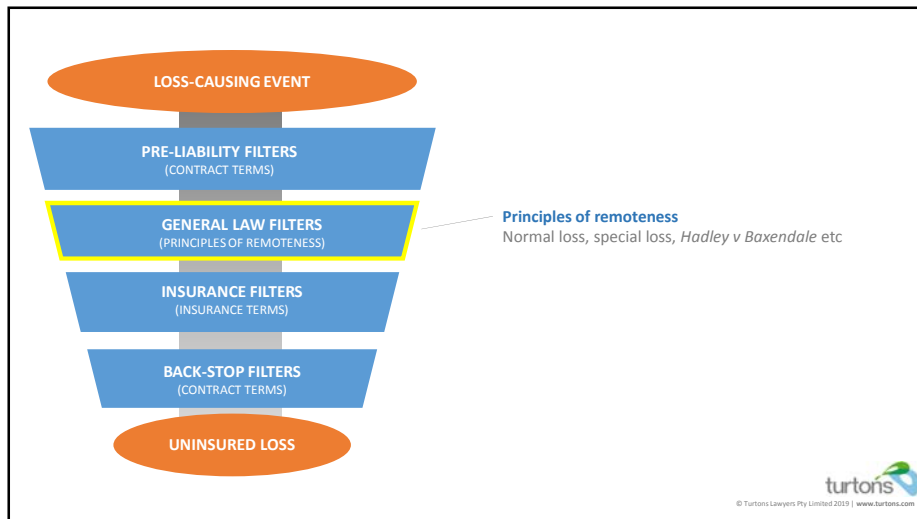 LOSS-CAUSING EVENT
PRE-LIABILITY FILTERS
(CONTRACT TERMS)
GENERAL LAW FILTERS
(PRINCIPLES OF REMOTENESS)
Principles of remoteness
Normal loss, special loss, Hadley v Baxendale etc
INSURANCE FILTERS
(INSURANCE TERMS)
BACK-STOP FILTERS
(CONTRACT TERMS)
UNINSURED LOSS
turtons
© Turtons Lawyers Pty Limited 2019 | www.turtons.com